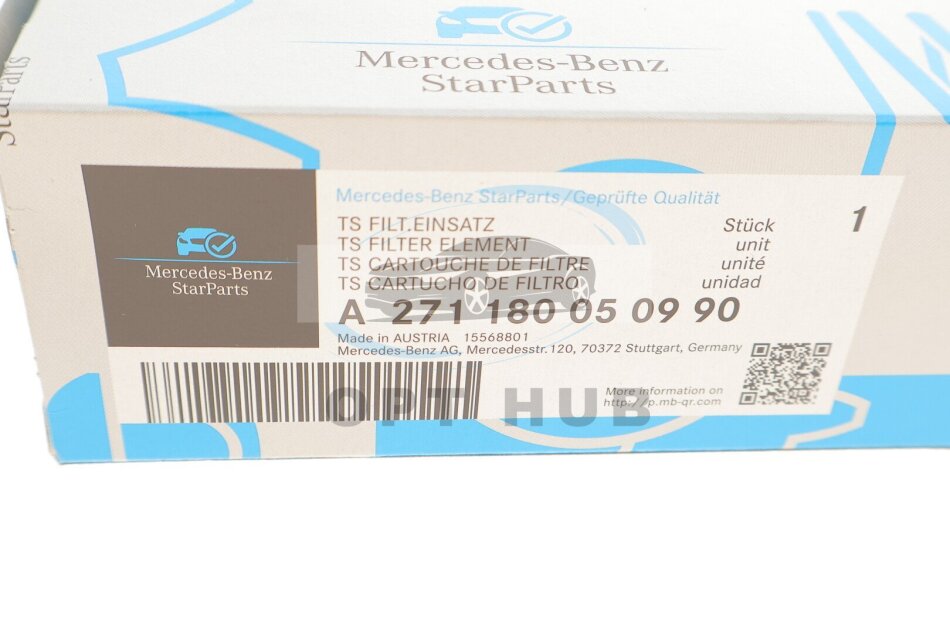 Mercedes-Benz
StarParts
StarParts
Mercedes-Benz
StarParts
Mercedes-Benz StarParts/Geprüfte Qualität
TS FILT.EINSATZ Stück 1
TS FILTER ELEMENT unit
TS CARTOUCHE DE FILTRE unité
TS CARTUCHO DE FILTRO unidad
A 271 180 05 09 90
Made in AUSTRIA 15568801
Mercedes-Benz AG, Mercedesstr.120, 70372 Stuttgart, Germany
More information on
http://p.mb-qr.com
OPT HUB